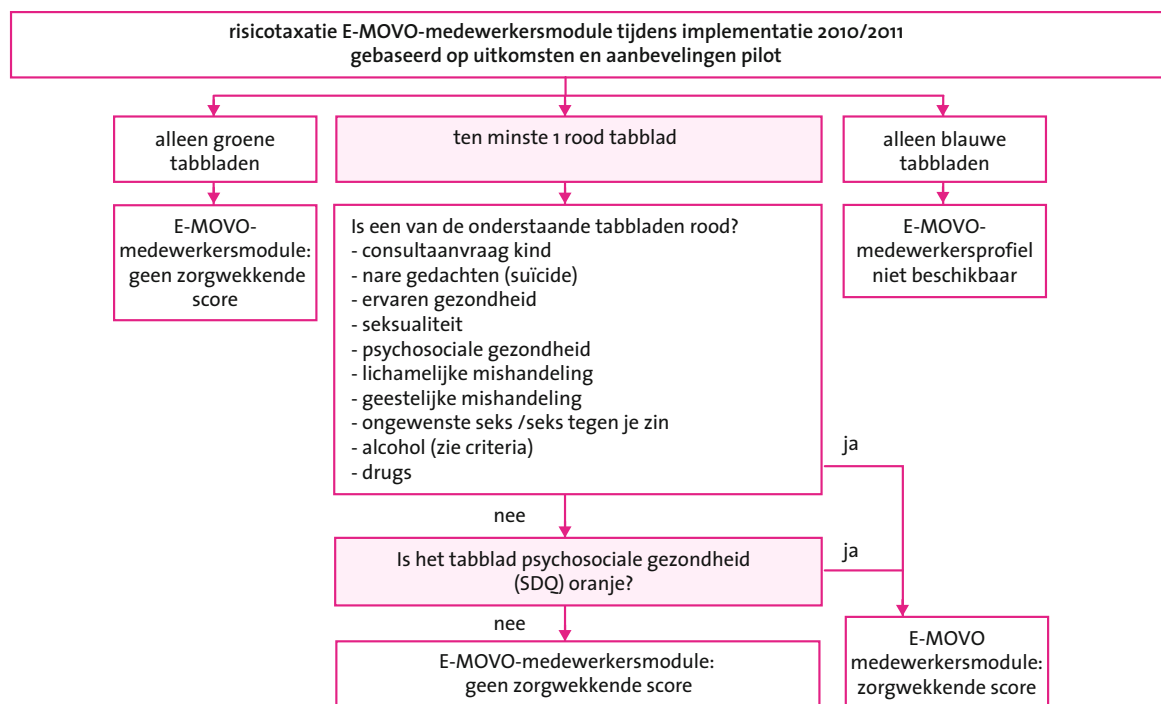 risicotaxatie E-MOVO-medewerkersmodule tijdens implementatie 2010/2011
gebaseerd op uitkomsten en aanbevelingen pilot
alleen groene
tabbladen
ten minste 1 rood tabblad
alleen blauwe
tabbladen
E-MOVO-
medewerkersmodule:
geen zorgwekkende
score
Is een van de onderstaande tabbladen rood?
- consultaanvraag kind
- nare gedachten (suïcide)
- ervaren gezondheid
- seksualiteit
- psychosociale gezondheid
- lichamelijke mishandeling
- geestelijke mishandeling
- ongewenste seks /seks tegen je zin
- alcohol (zie criteria)
- drugs
E-MOVO-
medewerkersprofiel
niet beschikbaar
ja
nee
Is het tabblad psychosociale gezondheid
(SDQ) oranje?
ja
nee
E-MOVO-medewerkersmodule:
geen zorgwekkende score
E-MOVO
medewerkersmodule:
zorgwekkende score